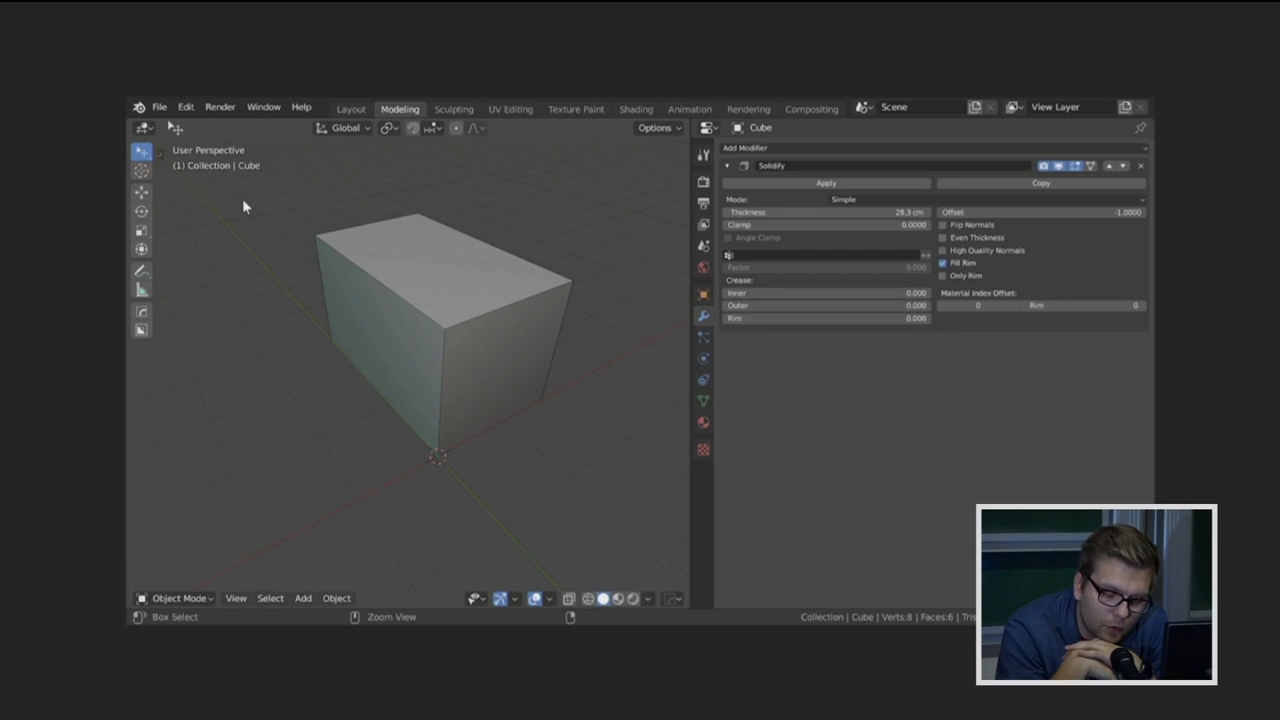 File Edit Render Window Help Layout Modeling Sculpting UV Editing Texture Paint Shading Animation Rendering Compositing Scene View Layer
Global Options Cube
User Perspective
(1) Collection | Cube
Add Modifier
Solidify
Apply Copy
Mode: Simple
Thickness 28.3 cm Offset -1.0000
Clamp 0.0000 Flip Normals
Angle Clamp Even Thickness
High Quality Normals
Factor 0.000 Fill Rim
Crease: Only Rim
Inner 0.000 Material Index Offset:
Outer 0.000 0 Rim 0
Rim 0.000
Object Mode View Select Add Object
Box Select Zoom View Collection | Cube | Verts:8 | Faces:6 | Tris